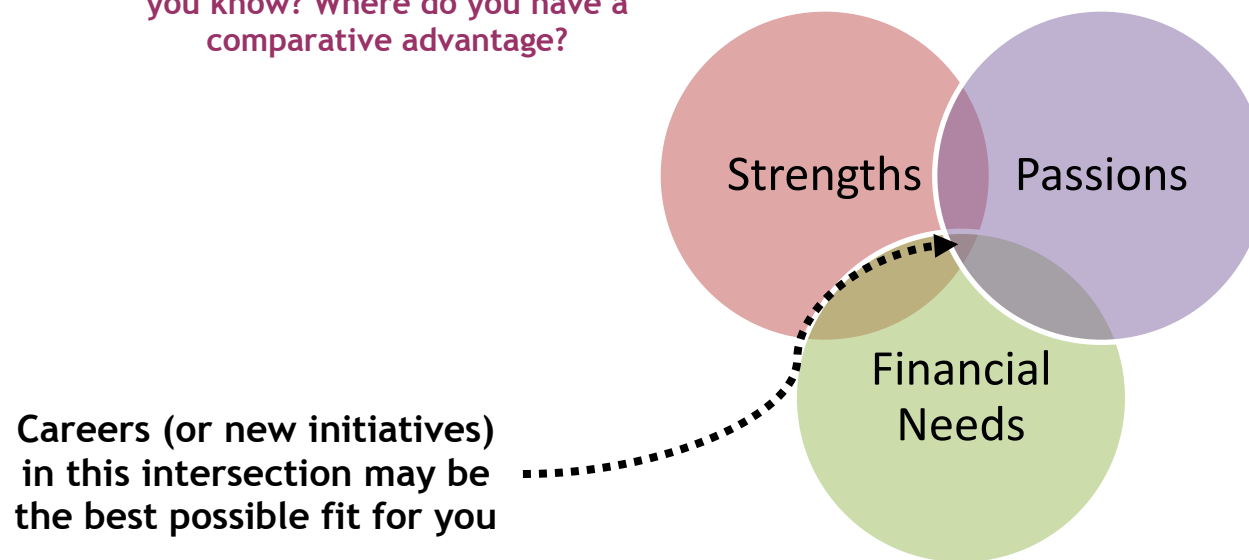 you know? Where do you have a
comparative advantage?
Strengths
Passions
Financial
Needs
Careers (or new initiatives)
in this intersection may be
the best possible fit for you